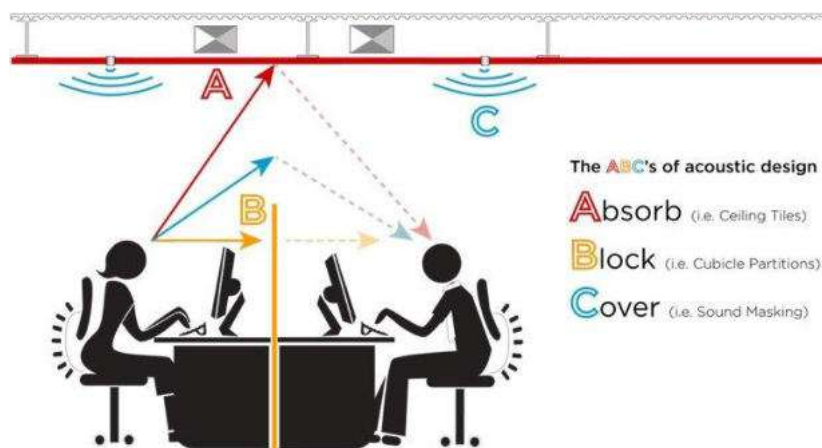 A
C
B
The ABC's of acoustic design
Absorb (i.e. Ceiling Tiles)
Block (i.e. Cubicle Partitions)
Cover (i.e. Sound Masking)